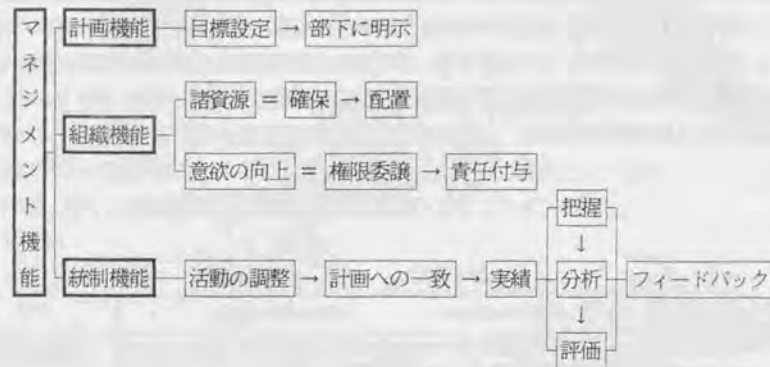 マネジメント機能
計画機能 目標設定 → 部下に明示
組織機能
諸資源 = 確保 → 配置
意欲の向上 = 権限委譲 → 責任付与
統制機能 活動の調整 → 計画への一致 → 実績
把握
↓
分析
↓
評価
フィードバック